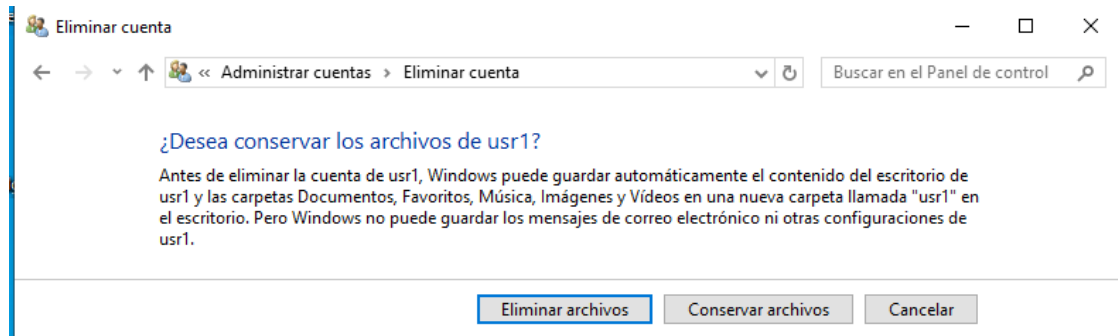 Eliminar cuenta
« Administrar cuentas › Eliminar cuenta Buscar en el Panel de control
¿Desea conservar los archivos de usr1?
Antes de eliminar la cuenta de usr1, Windows puede guardar automáticamente el contenido del escritorio de
usr1 y las carpetas Documentos, Favoritos, Música, Imágenes y Vídeos en una nueva carpeta llamada "usr1" en
el escritorio. Pero Windows no puede guardar los mensajes de correo electrónico ni otras configuraciones de
usr1.
Eliminar archivos Conservar archivos Cancelar